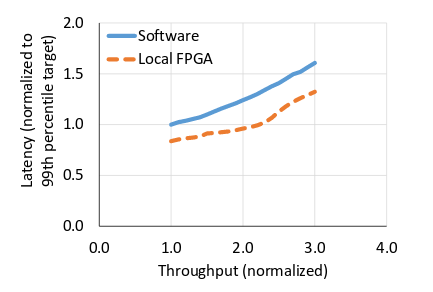 2.0
1.5
1.0
0.5
0.0
0.0 1.0 2.0 3.0 4.0
Software
Local FPGA
Latency (normalized to
99th percentile target)
Throughput (normalized)